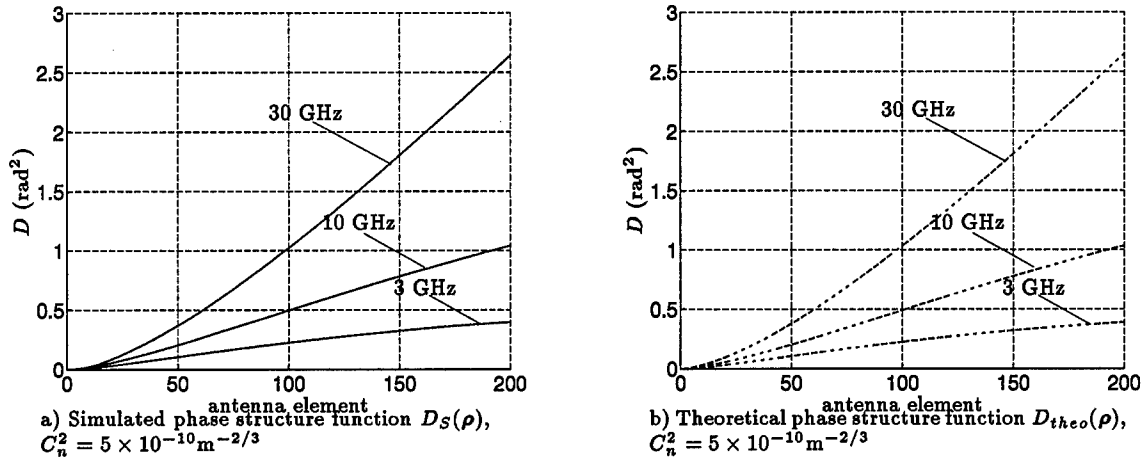 3
2.5
2
1.5
1
0.5
0
D (rad²)
30 GHz
10 GHz
3 GHz
0 50 100 150 200
antenna element
a) Simulated phase structure function D_S(ρ),
C_n^2 = 5 × 10^{-10} m^{-2/3}
3
2.5
2
1.5
1
0.5
0
D (rad²)
30 GHz
10 GHz
3 GHz
0 50 100 150 200
antenna element
b) Theoretical phase structure function D_{theo}(ρ),
C_n^2 = 5 × 10^{-10} m^{-2/3}